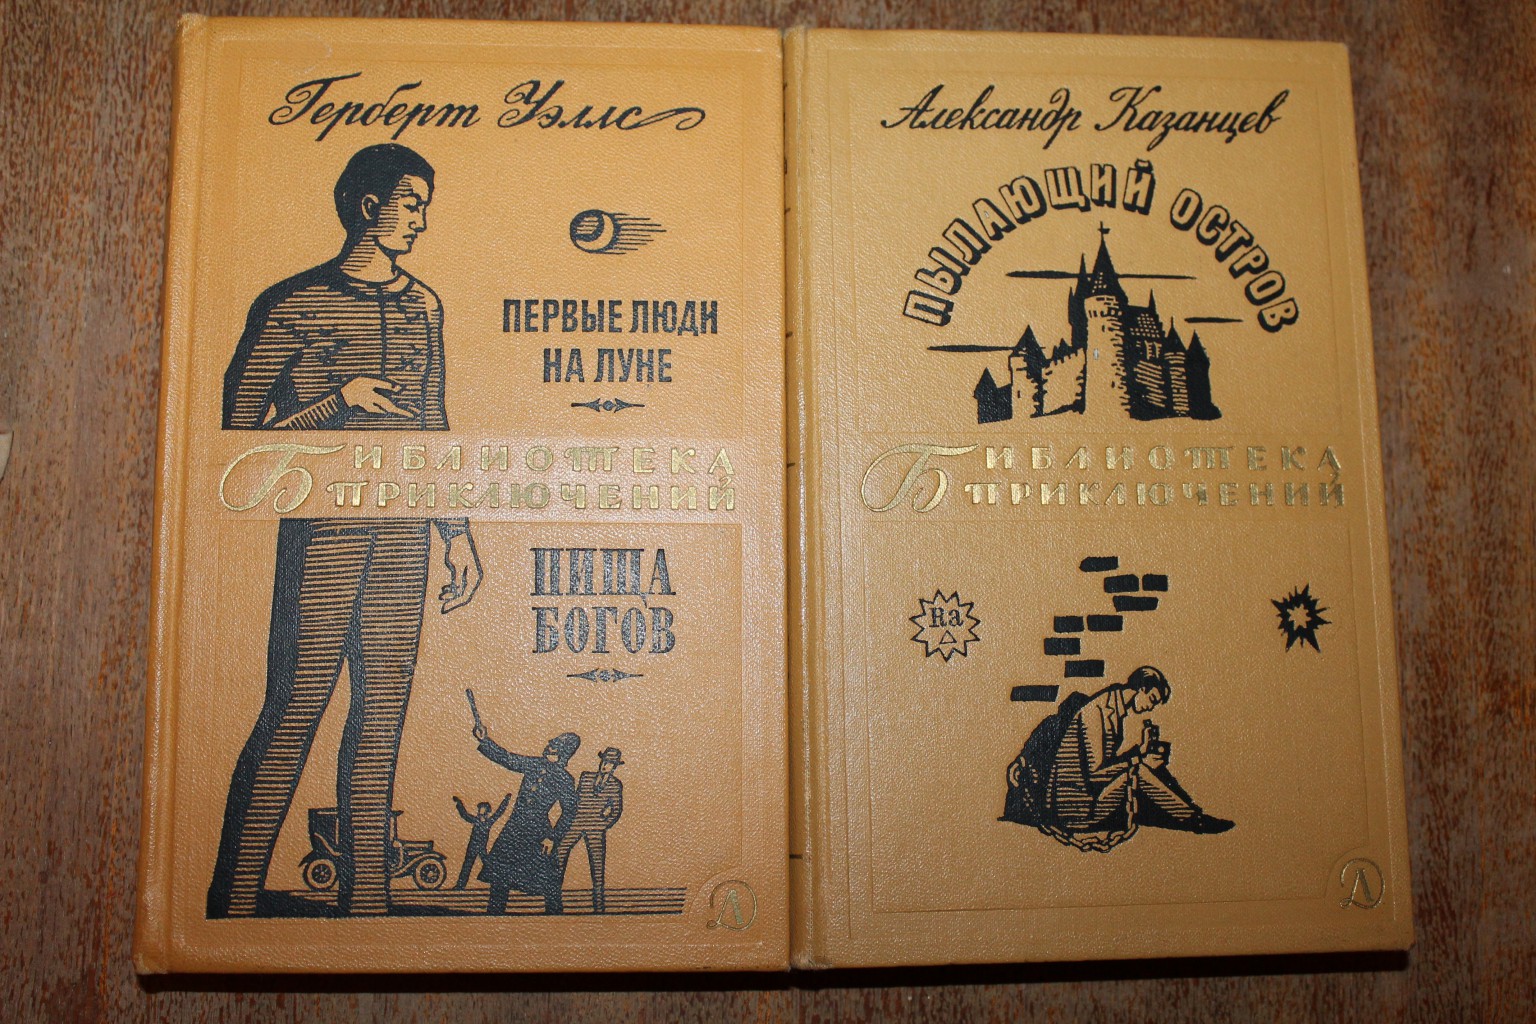 Герберт Уэллс
ПЕРВЫЕ ЛЮДИ
НА ЛУНЕ
БИБЛИОТЕКА
ПРИКЛЮЧЕНИЙ
ПИЩА
БОГОВ
Д
Александр Казанцев
ПЫЛАЮЩИЙ ОСТРОВ
БИБЛИОТЕКА
ПРИКЛЮЧЕНИЙ
Ra
Д